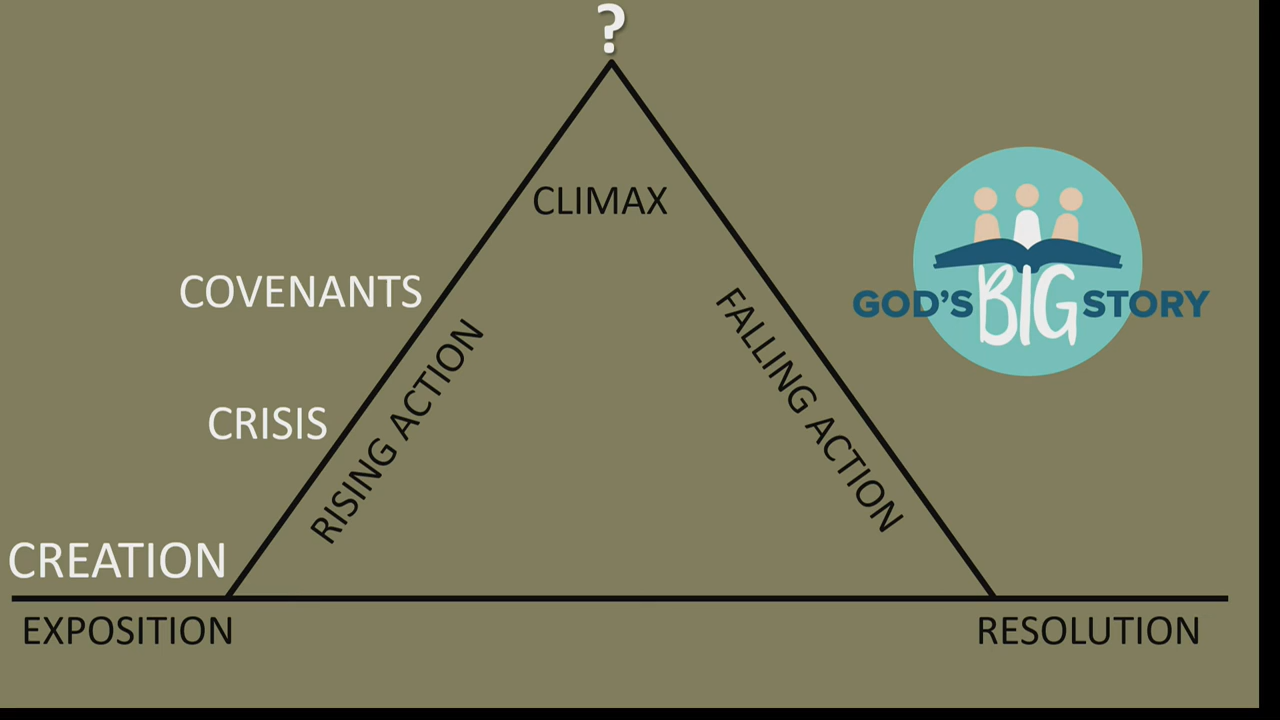 ?
CLIMAX
COVENANTS
GOD'S BIG STORY
RISING ACTION
FALLING ACTION
CRISIS
CREATION
EXPOSITION
RESOLUTION